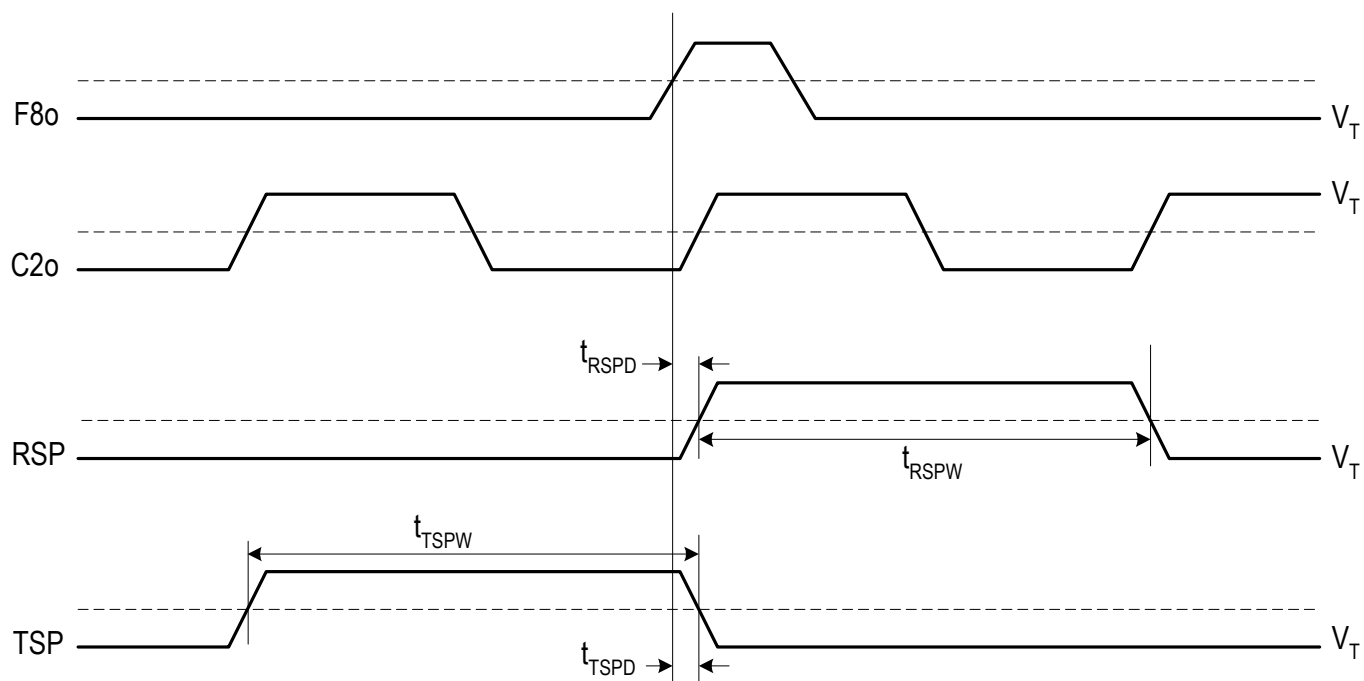 F8o
V_T
V_T
C2o
t_RSPD
RSP
t_RSPW
V_T
t_TSPW
TSP
V_T
t_TSPD